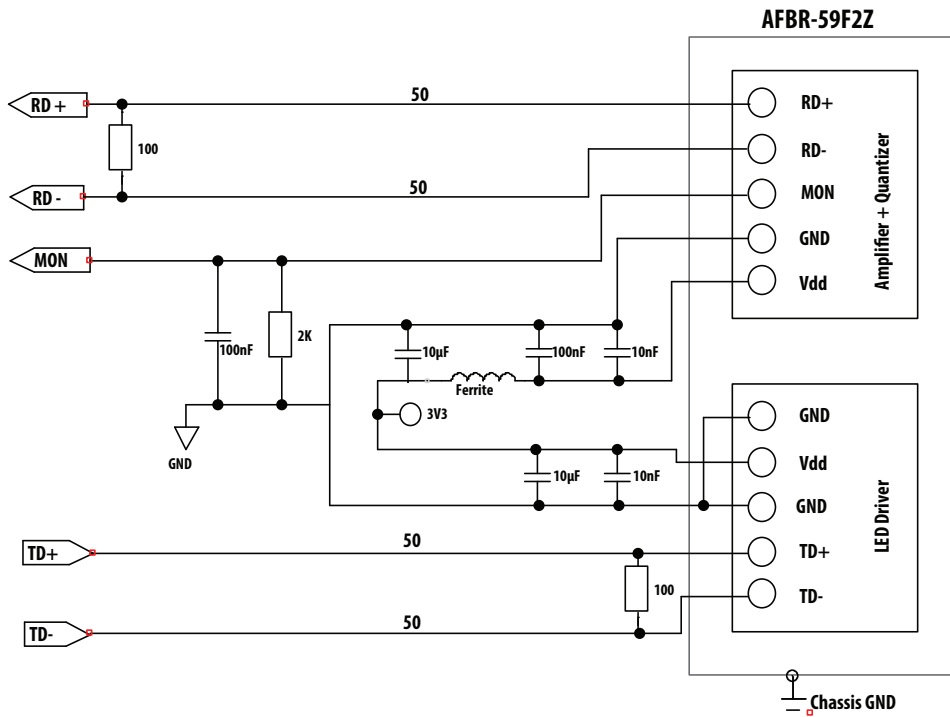 AFBR-59F2Z
RD +
50
RD+
100
RD-
RD -
50
MON
Amplifier + Quantizer
GND
MON
Vdd
100nF
2K
10µF
100nF
10nF
Ferrite
3V3
GND
GND
Vdd
10µF
10nF
GND
LED Driver
TD+
50
TD+
100
TD-
TD-
50
Chassis GND